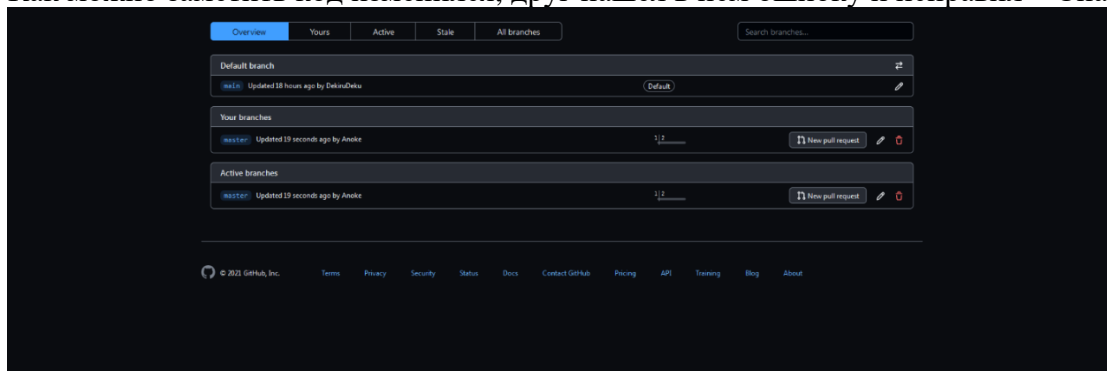 Overview Yours Active Stale All branches Search branches...
Default branch
main Updated 18 hours ago by DekiruDeku Default
Your branches
master Updated 19 seconds ago by Anoke 1|2 New pull request
Active branches
master Updated 19 seconds ago by Anoke 1|2 New pull request
© 2021 GitHub, Inc. Terms Privacy Security Status Docs Contact GitHub Pricing API Training Blog About